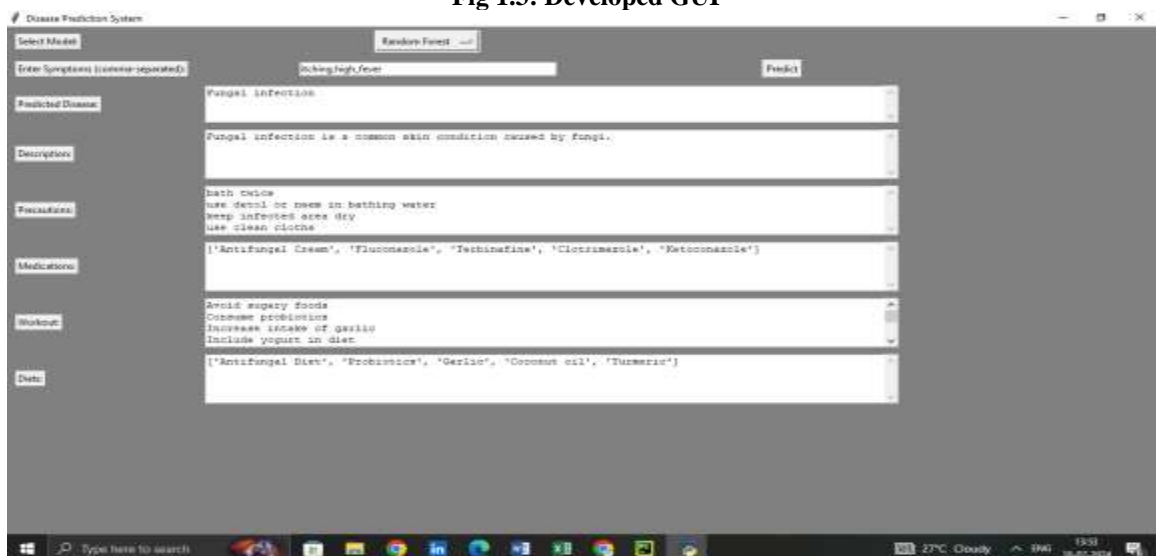 Fig 1.3: Developed GUI
Disease Prediction System
Select Model:
Random Forest
Enter Symptoms (comma-separated):
itching,high_fever
Predict
Predicted Disease:
Fungal infection
Description:
Fungal infection is a common skin condition caused by fungi.
Precautions:
bath twice
use detol or neem in bathing water
keep infected area dry
use clean cloths
Medications:
['Antifungal Cream', 'Fluconazole', 'Terbinafine', 'Clotrimazole', 'Ketoconazole']
Workout:
Avoid sugary foods
Consume probiotics
Increase intake of garlic
Include yogurt in diet
Diets:
['Antifungal Diet', 'Probiotics', 'Garlic', 'Coconut oil', 'Turmeric']
Type here to search
27°C Cloudy
ENG
13:51